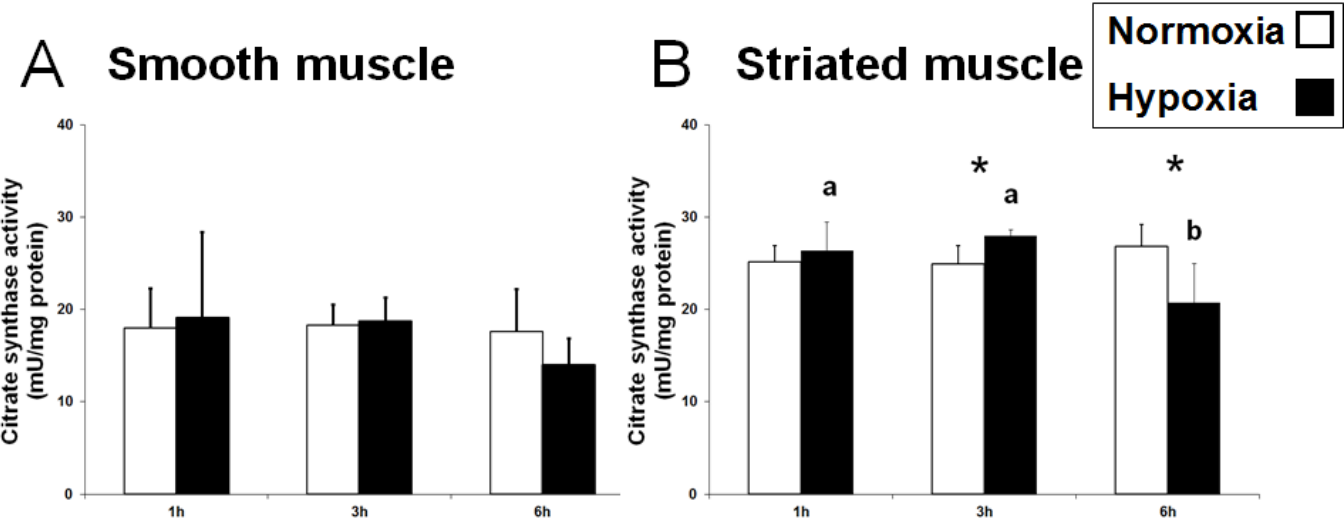 A Smooth muscle
Citrate synthase activity
(mU/mg protein)
40
30
20
10
0
1h 3h 6h
B Striated muscle
Normoxia
Hypoxia
Citrate synthase activity
(mU/mg protein)
40
30
20
10
0
a
*
a
*
b
1h 3h 6h